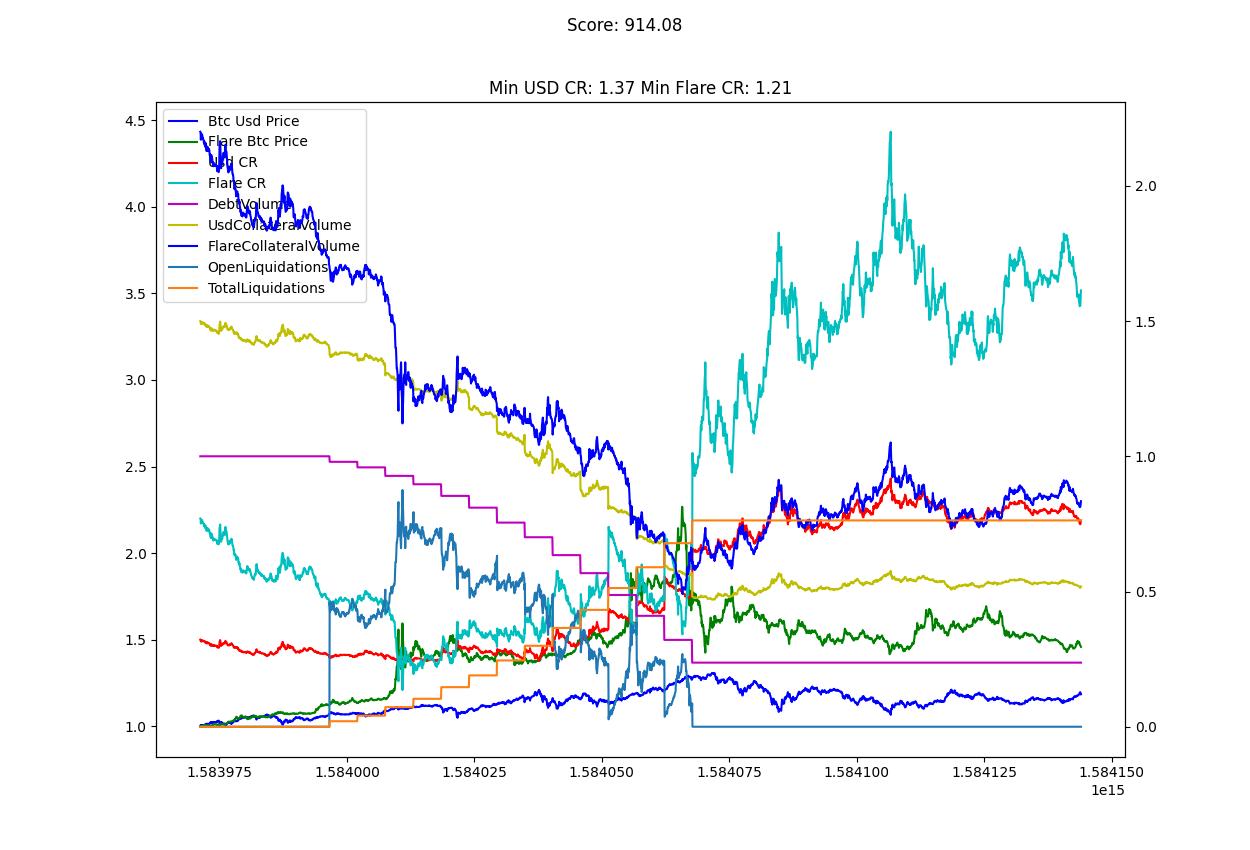 Score: 914.08
Min USD CR: 1.37 Min Flare CR: 1.21
Btc Usd Price
Flare Btc Price
Usd CR
Flare CR
DebtVolume
UsdCollateralVolume
FlareCollateralVolume
OpenLiquidations
TotalLiquidations
4.5
4.0
3.5
3.0
2.5
2.0
1.5
1.0
2.0
1.5
1.0
0.5
0.0
1.583975
1.584000
1.584025
1.584050
1.584075
1.584100
1.584125
1.584150
1e15